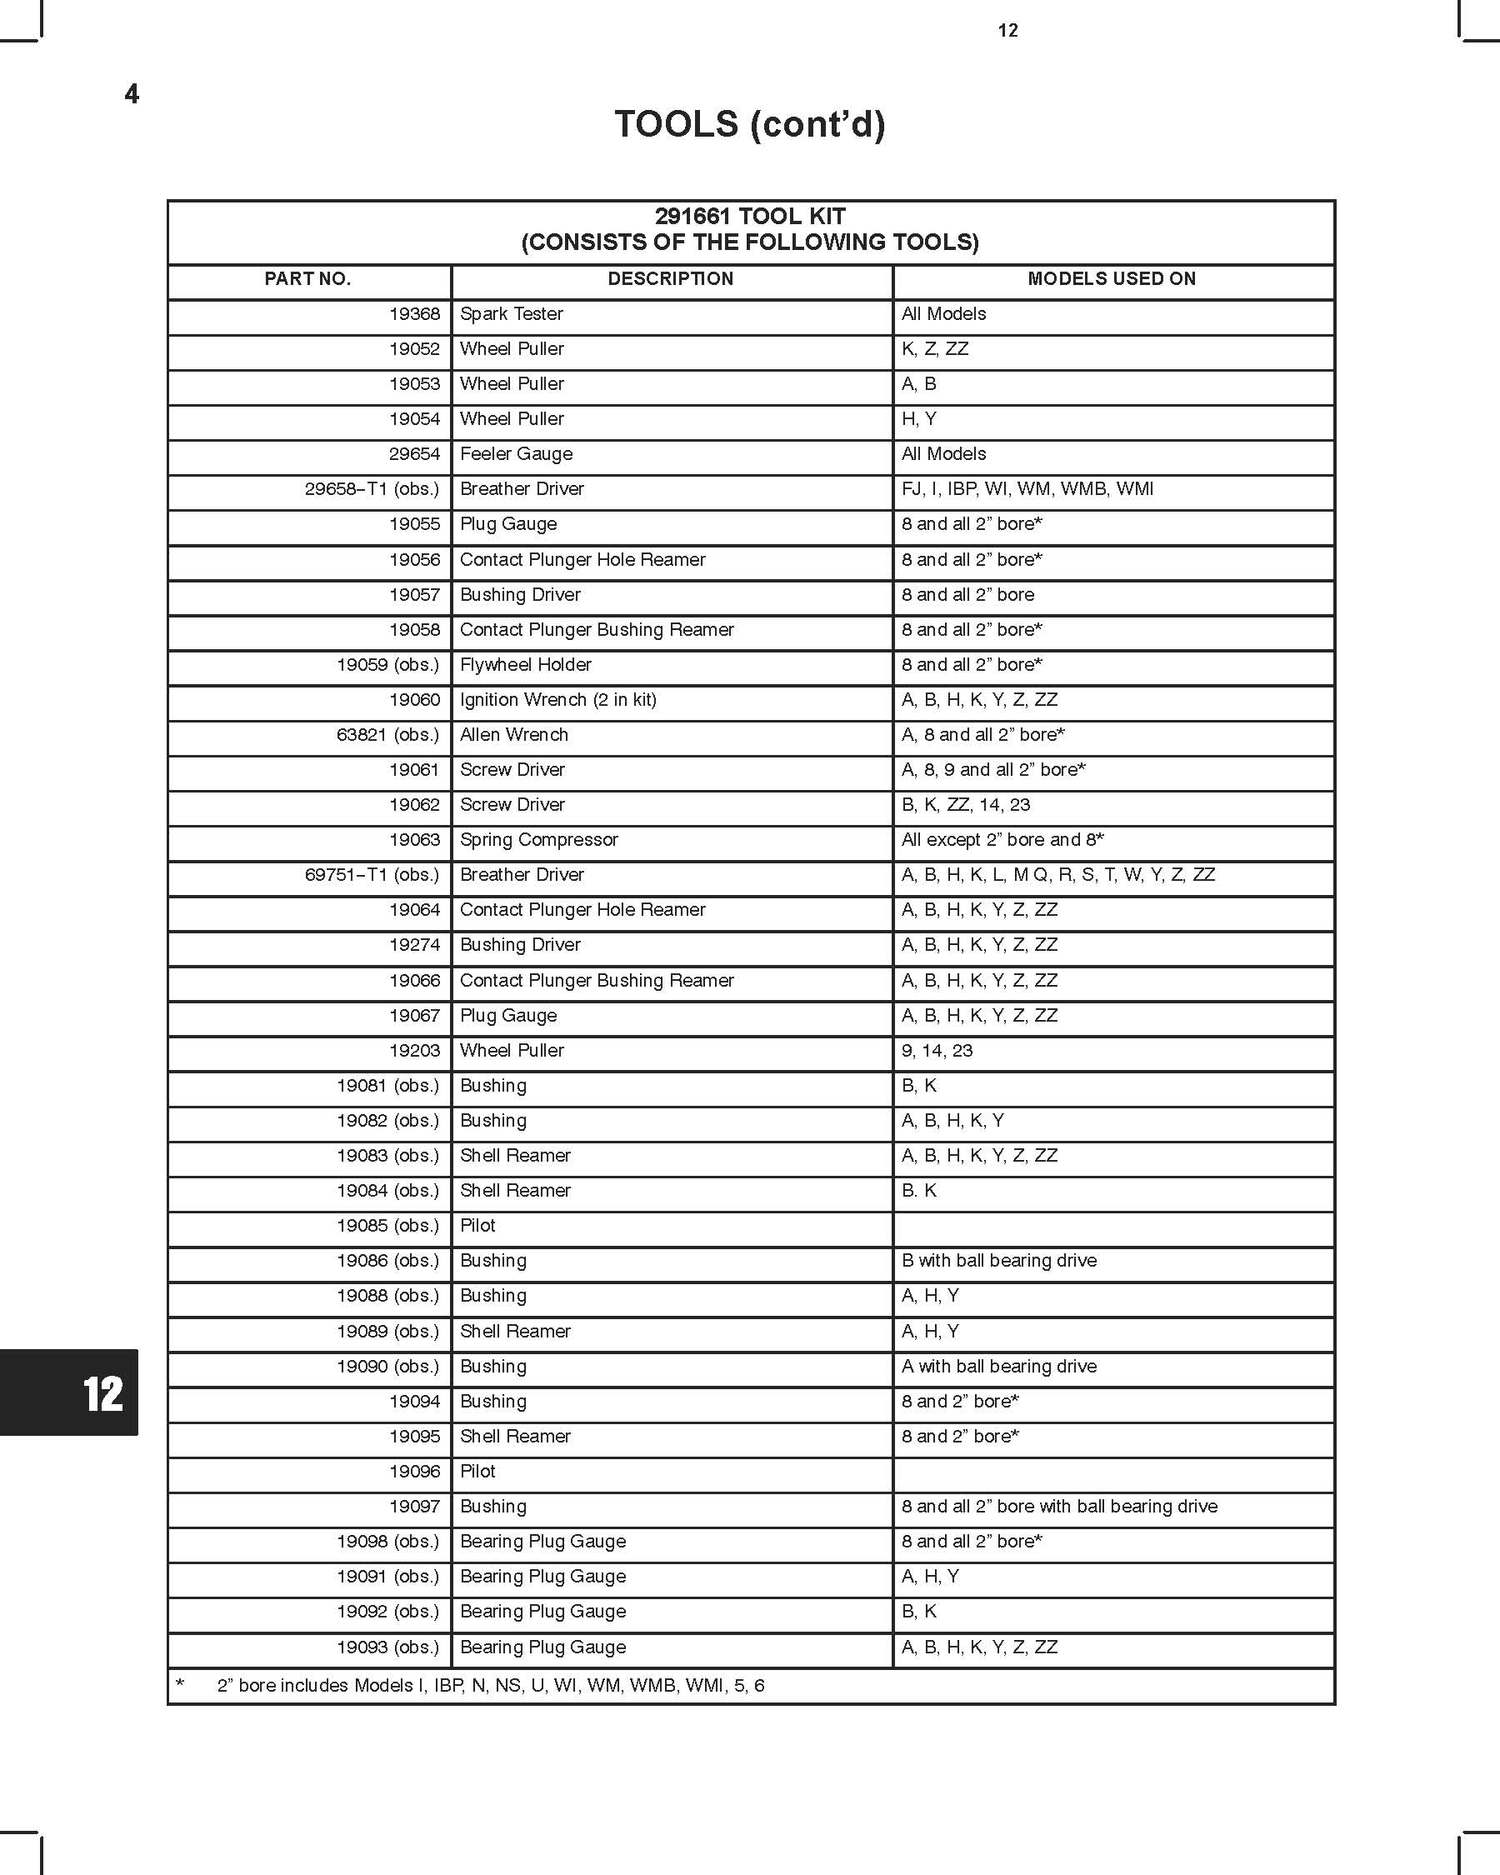 12
4
TOOLS (cont’d)
291661 TOOL KIT
(CONSISTS OF THE FOLLOWING TOOLS)
PART NO. DESCRIPTION MODELS USED ON
19368 Spark Tester All Models
19052 Wheel Puller K, Z, ZZ
19053 Wheel Puller A, B
19054 Wheel Puller H, Y
29654 Feeler Gauge All Models
29658–T1 (obs.) Breather Driver FJ, I, IBP, WI, WM, WMB, WMI
19055 Plug Gauge 8 and all 2” bore*
19056 Contact Plunger Hole Reamer 8 and all 2” bore*
19057 Bushing Driver 8 and all 2” bore
19058 Contact Plunger Bushing Reamer 8 and all 2” bore*
19059 (obs.) Flywheel Holder 8 and all 2” bore*
19060 Ignition Wrench (2 in kit) A, B, H, K, Y, Z, ZZ
63821 (obs.) Allen Wrench A, 8 and all 2” bore*
19061 Screw Driver A, 8, 9 and all 2” bore*
19062 Screw Driver B, K, ZZ, 14, 23
19063 Spring Compressor All except 2” bore and 8*
69751–T1 (obs.) Breather Driver A, B, H, K, L, M Q, R, S, T, W, Y, Z, ZZ
19064 Contact Plunger Hole Reamer A, B, H, K, Y, Z, ZZ
19274 Bushing Driver A, B, H, K, Y, Z, ZZ
19066 Contact Plunger Bushing Reamer A, B, H, K, Y, Z, ZZ
19067 Plug Gauge A, B, H, K, Y, Z, ZZ
19203 Wheel Puller 9, 14, 23
19081 (obs.) Bushing B, K
19082 (obs.) Bushing A, B, H, K, Y
19083 (obs.) Shell Reamer A, B, H, K, Y, Z, ZZ
19084 (obs.) Shell Reamer B. K
19085 (obs.) Pilot
19086 (obs.) Bushing B with ball bearing drive
19088 (obs.) Bushing A, H, Y
19089 (obs.) Shell Reamer A, H, Y
19090 (obs.) Bushing A with ball bearing drive
12
19094 Bushing 8 and 2” bore*
19095 Shell Reamer 8 and 2” bore*
19096 Pilot
19097 Bushing 8 and all 2” bore with ball bearing drive
19098 (obs.) Bearing Plug Gauge 8 and all 2” bore*
19091 (obs.) Bearing Plug Gauge A, H, Y
19092 (obs.) Bearing Plug Gauge B, K
19093 (obs.) Bearing Plug Gauge A, B, H, K, Y, Z, ZZ
* 2” bore includes Models I, IBP, N, NS, U, WI, WM, WMB, WMI, 5, 6